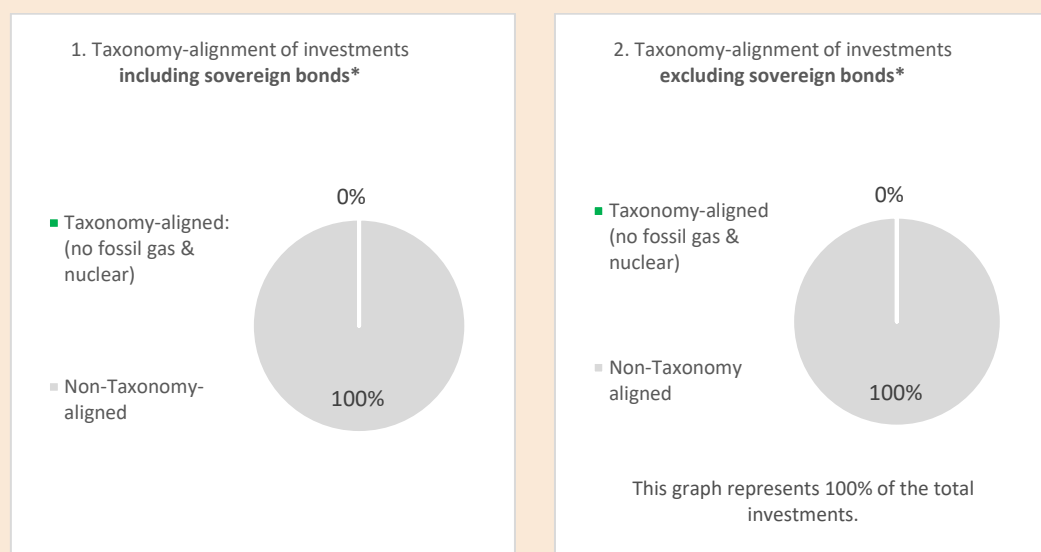 1. Taxonomy-alignment of investments
including sovereign bonds*
0%
Taxonomy-aligned:
(no fossil gas &
nuclear)
Non-Taxonomy-
aligned
100%
2. Taxonomy-alignment of investments
excluding sovereign bonds*
0%
Taxonomy-aligned
(no fossil gas &
nuclear)
Non-Taxonomy
aligned
100%
This graph represents 100% of the total
investments.